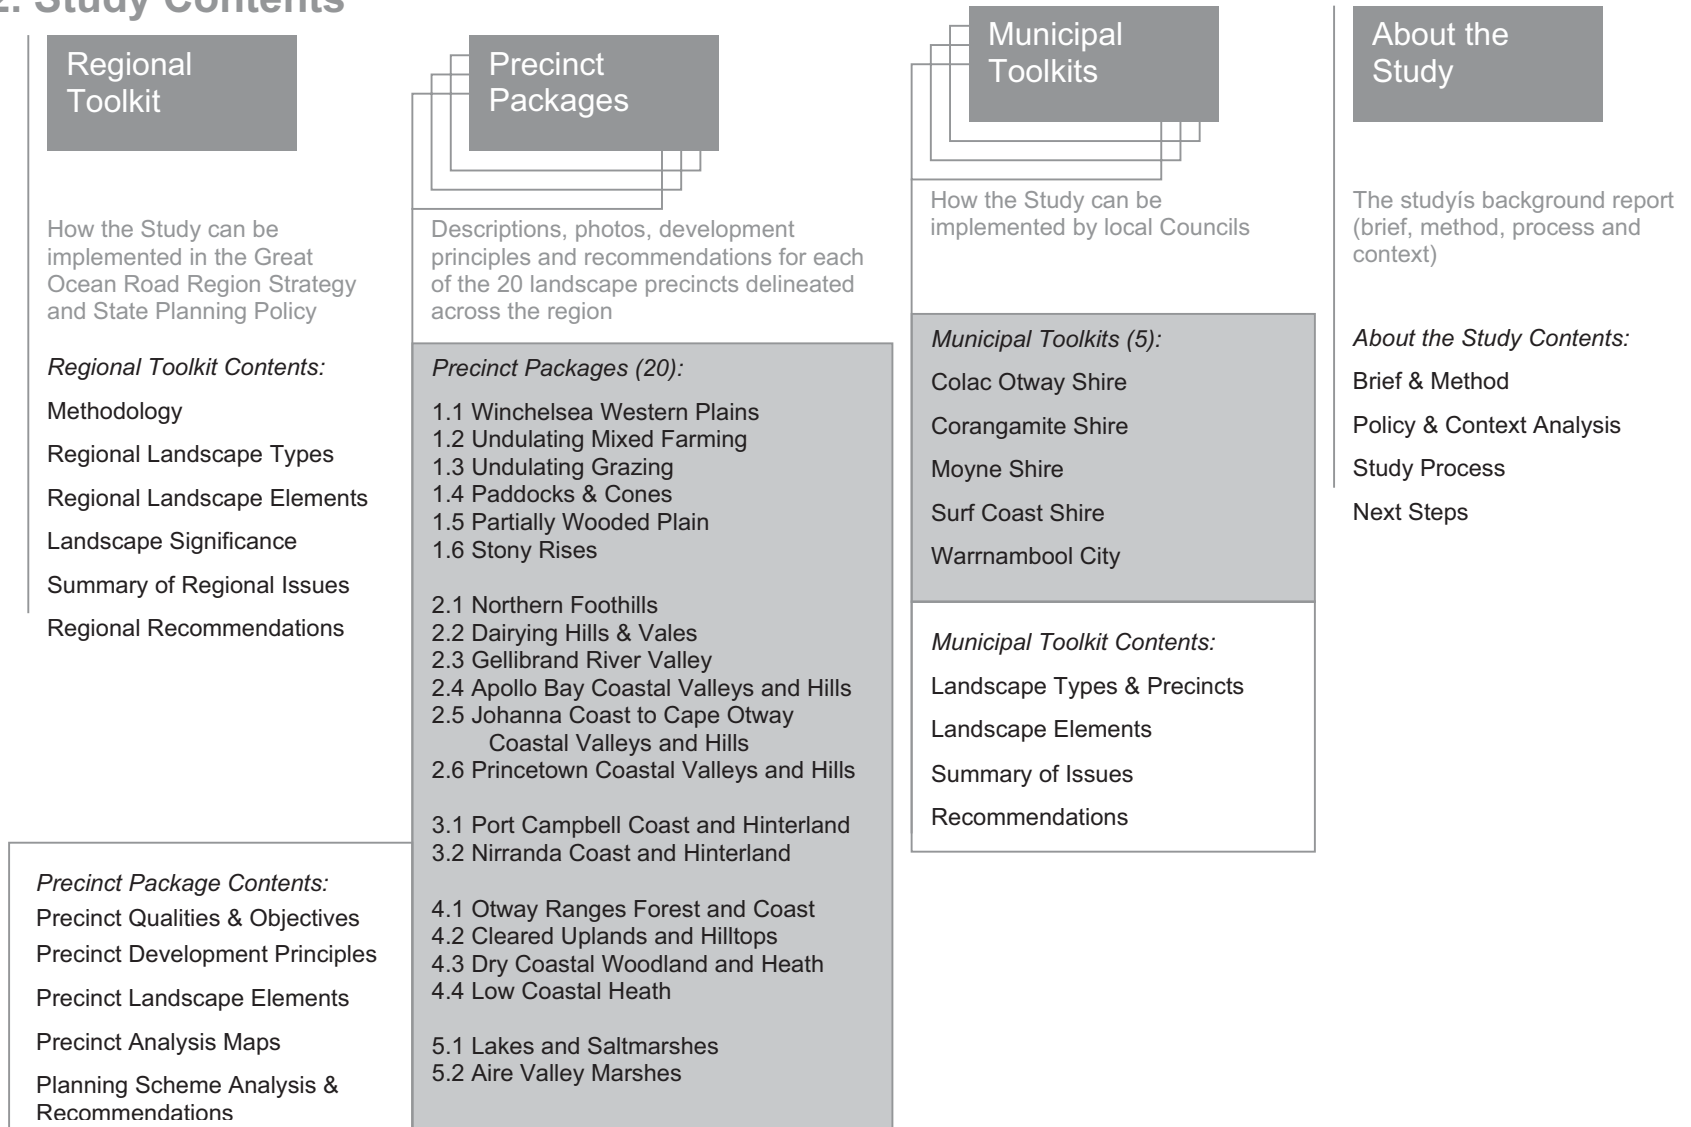 2. Study Contents
Regional
Toolkit
How the Study can be
implemented in the Great
Ocean Road Region Strategy
and State Planning Policy
Regional Toolkit Contents:
Methodology
Regional Landscape Types
Regional Landscape Elements
Landscape Significance
Summary of Regional Issues
Regional Recommendations
Precinct Package Contents:
Precinct Qualities & Objectives
Precinct Development Principles
Precinct Landscape Elements
Precinct Analysis Maps
Planning Scheme Analysis &
Recommendations
Precinct
Packages
Descriptions, photos, development
principles and recommendations for each
of the 20 landscape precincts delineated
across the region
Precinct Packages (20):
1.1 Winchelsea Western Plains
1.2 Undulating Mixed Farming
1.3 Undulating Grazing
1.4 Paddocks & Cones
1.5 Partially Wooded Plain
1.6 Stony Rises
2.1 Northern Foothills
2.2 Dairying Hills & Vales
2.3 Gellibrand River Valley
2.4 Apollo Bay Coastal Valleys and Hills
2.5 Johanna Coast to Cape Otway
Coastal Valleys and Hills
2.6 Princetown Coastal Valleys and Hills
3.1 Port Campbell Coast and Hinterland
3.2 Nirranda Coast and Hinterland
4.1 Otway Ranges Forest and Coast
4.2 Cleared Uplands and Hilltops
4.3 Dry Coastal Woodland and Heath
4.4 Low Coastal Heath
5.1 Lakes and Saltmarshes
5.2 Aire Valley Marshes
Municipal
Toolkits
How the Study can be
implemented by local Councils
Municipal Toolkits (5):
Colac Otway Shire
Corangamite Shire
Moyne Shire
Surf Coast Shire
Warrnambool City
Municipal Toolkit Contents:
Landscape Types & Precincts
Landscape Elements
Summary of Issues
Recommendations
About the
Study
The studyís background report
(brief, method, process and
context)
About the Study Contents:
Brief & Method
Policy & Context Analysis
Study Process
Next Steps